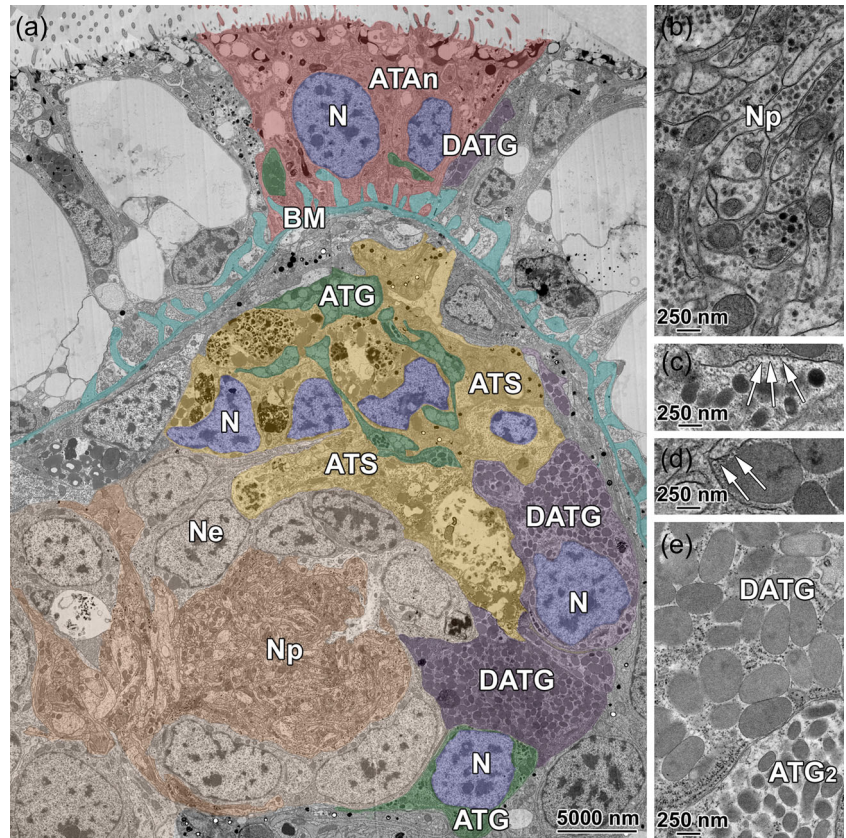 (a)
ATAn
N
DATG
BM
ATG
ATS
N
ATS
Ne
DATG
N
Np
DATG
N
ATG
5000 nm
(b)
Np
250 nm
(c)
250 nm
(d)
250 nm
(e)
DATG
ATG2
250 nm